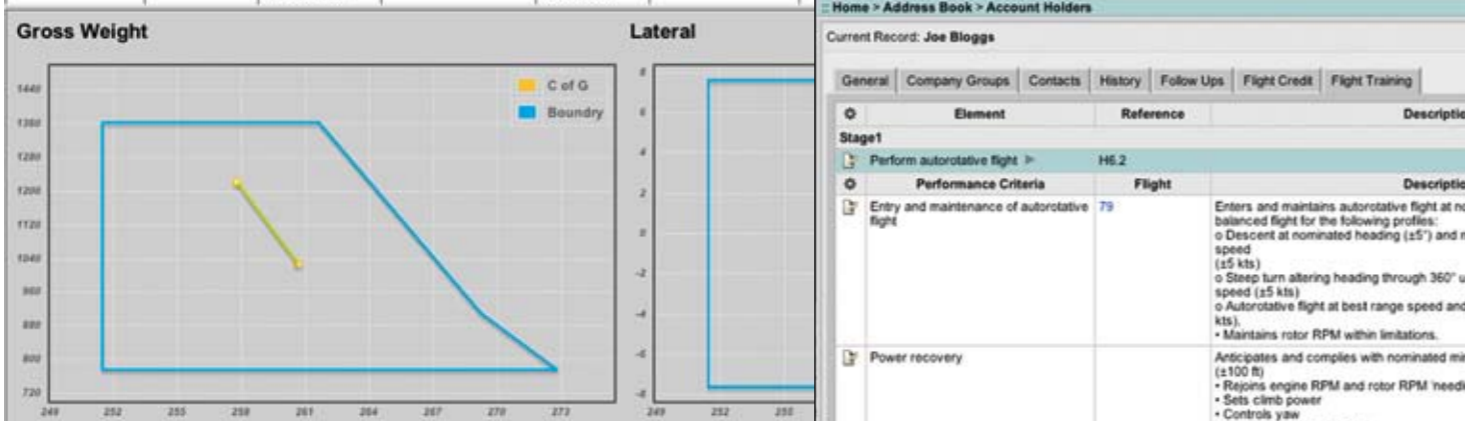 Gross Weight
Lateral
C of G
Boundry
1440
1360
1280
1200
1120
1040
960
880
800
720
249 252 255 258 261 264 267 270 273
8
6
4
2
0
-2
-4
-6
-8
249 252 255
:: Home > Address Book > Account Holders
Current Record: Joe Bloggs
General Company Groups Contacts History Follow Ups Flight Credit Flight Training
Element Reference Descriptio
Stage1
Perform autorotative flight H6.2
Performance Criteria Flight Descriptio
Entry and maintenance of autorotative 79 Enters and maintains autorotative flight at no
flight balanced flight for the following profiles:
o Descent at nominated heading (±5°) and
speed
(±5 kts)
o Steep turn altering heading through 360° u
speed (±5 kts)
o Autorotative flight at best range speed and
kts),
• Maintains rotor RPM within limitations.
Power recovery Anticipates and complies with nominated mi
(±100 ft)
• Rejoins engine RPM and rotor RPM 'needl
• Sets climb power
• Controls yaw